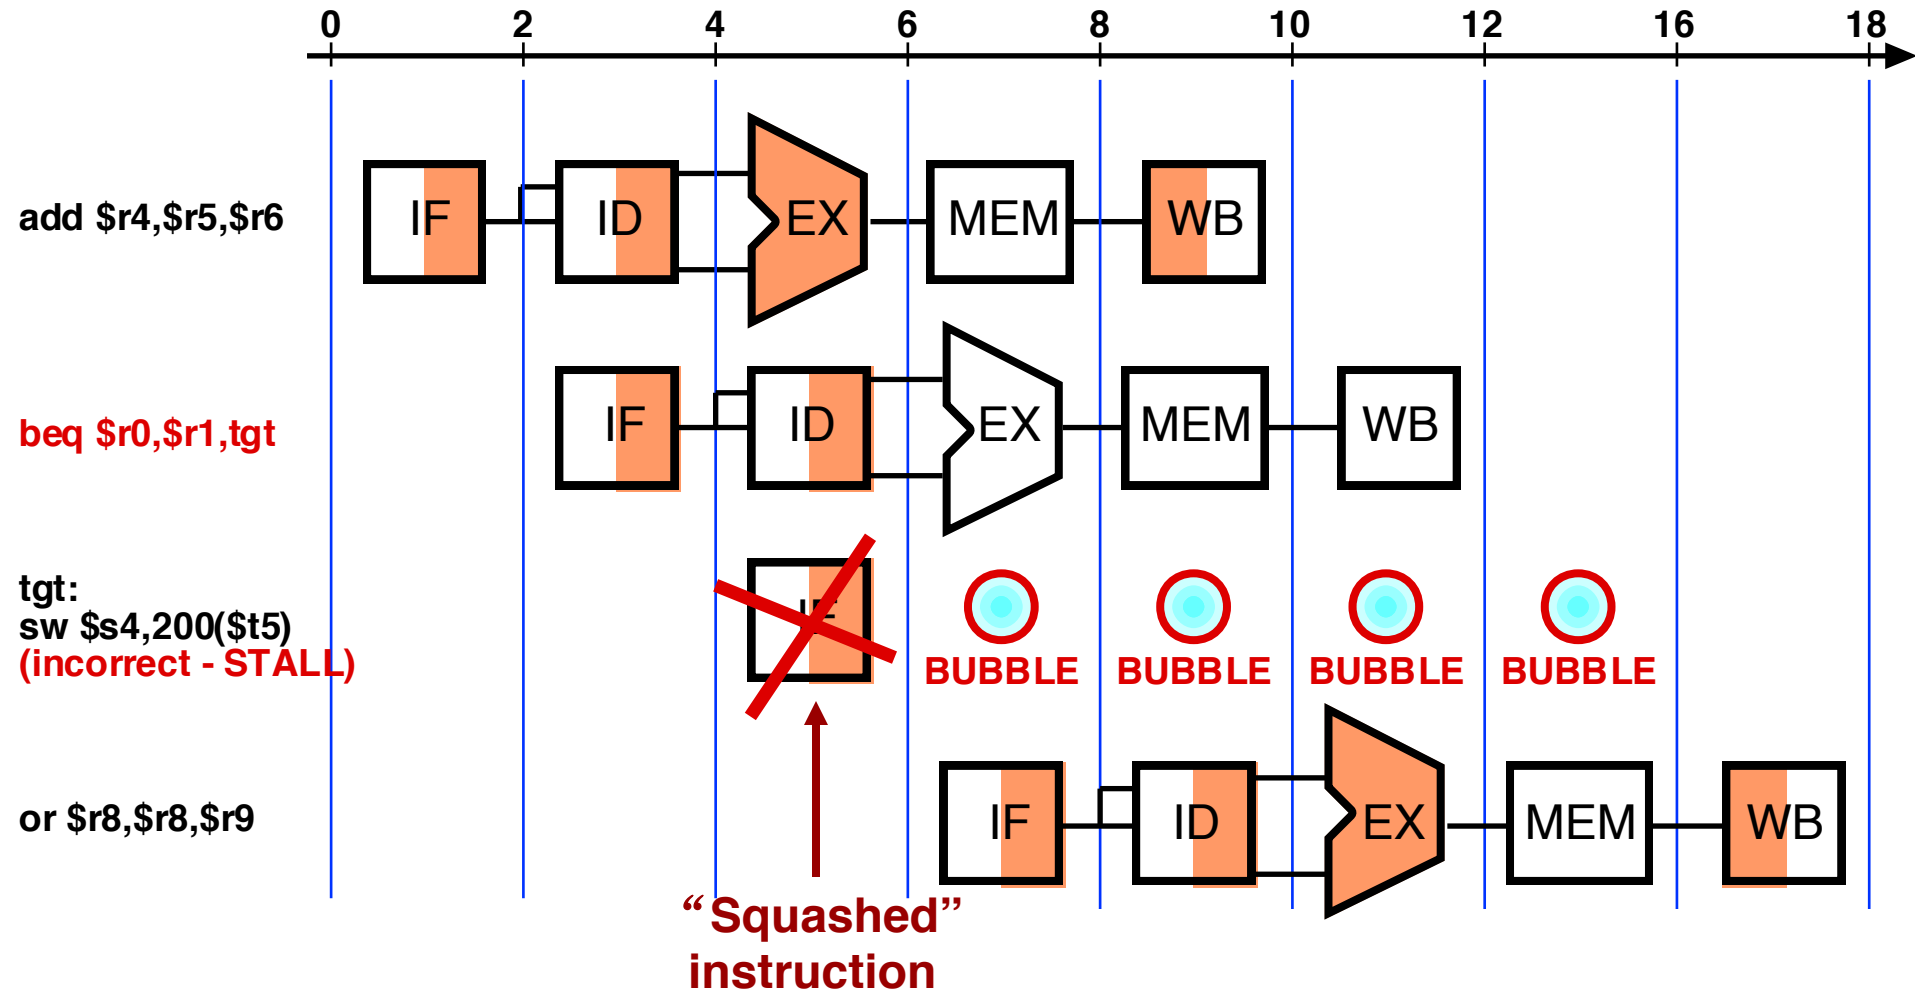 0 2 4 6 8 10 12 16 18
add $r4,$r5,$r6
IF ID EX MEM WB
beq $r0,$r1,tgt
IF ID EX MEM WB
tgt:
sw $s4,200($t5)
(incorrect - STALL)
IF
BUBBLE BUBBLE BUBBLE BUBBLE
or $r8,$r8,$r9
IF ID EX MEM WB
“Squashed”
instruction